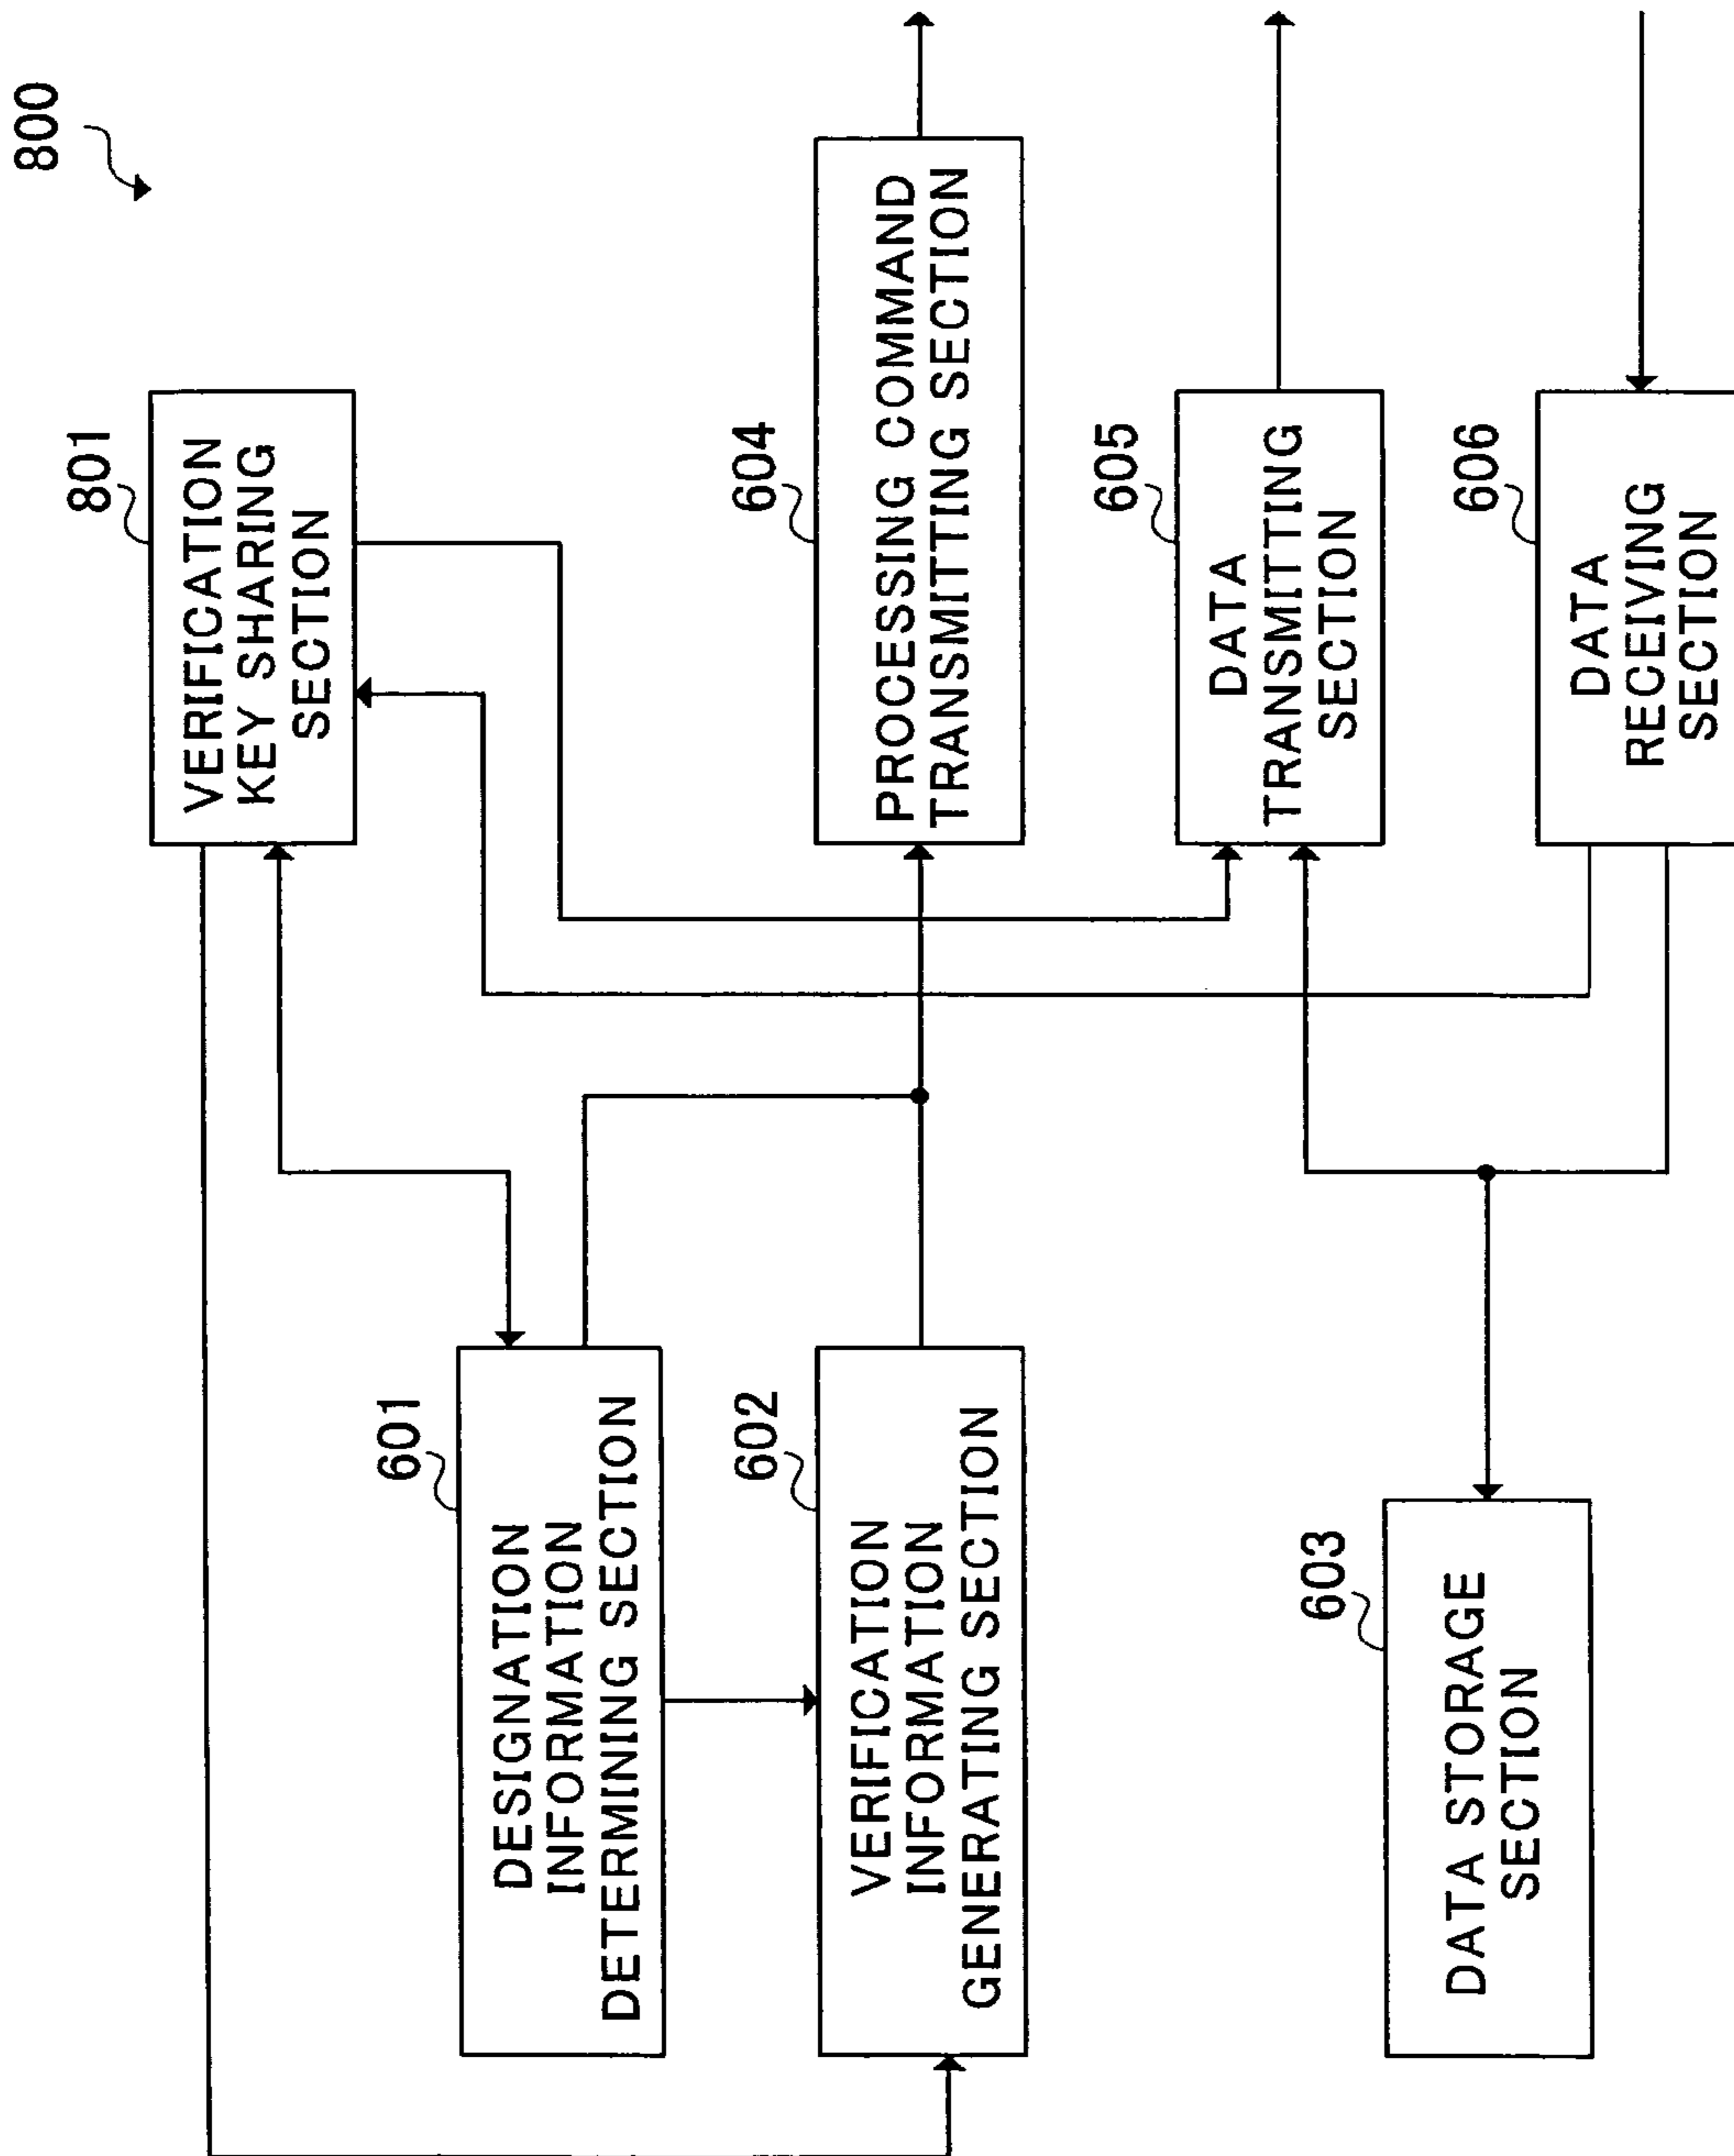 800
801
VERIFICATION
KEY SHARING
SECTION
601
DESIGNATION
INFORMATION
DETERMINING SECTION
602
VERIFICATION
INFORMATION
GENERATING SECTION
604
PROCESSING COMMAND
TRANSMITTING SECTION
605
DATA
TRANSMITTING
SECTION
603
DATA STORAGE
SECTION
606
DATA
RECEIVING
SECTION